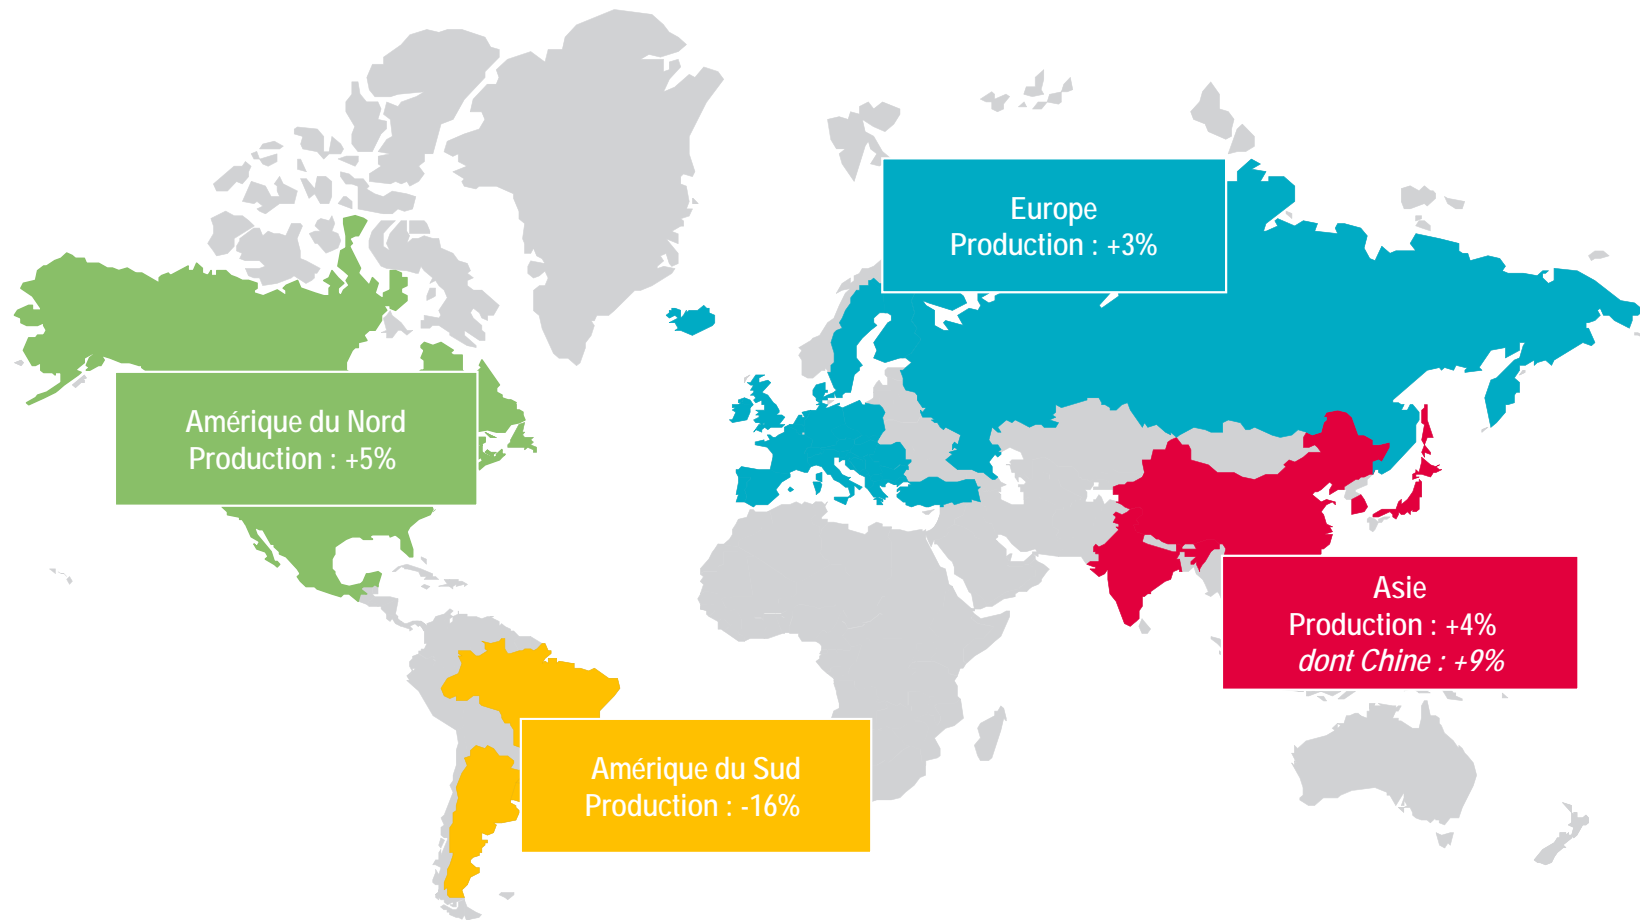 Europe
Production : +3%
Amérique du Nord
Production : +5%
Asie
Production : +4%
dont Chine : +9%
Amérique du Sud
Production : -16%